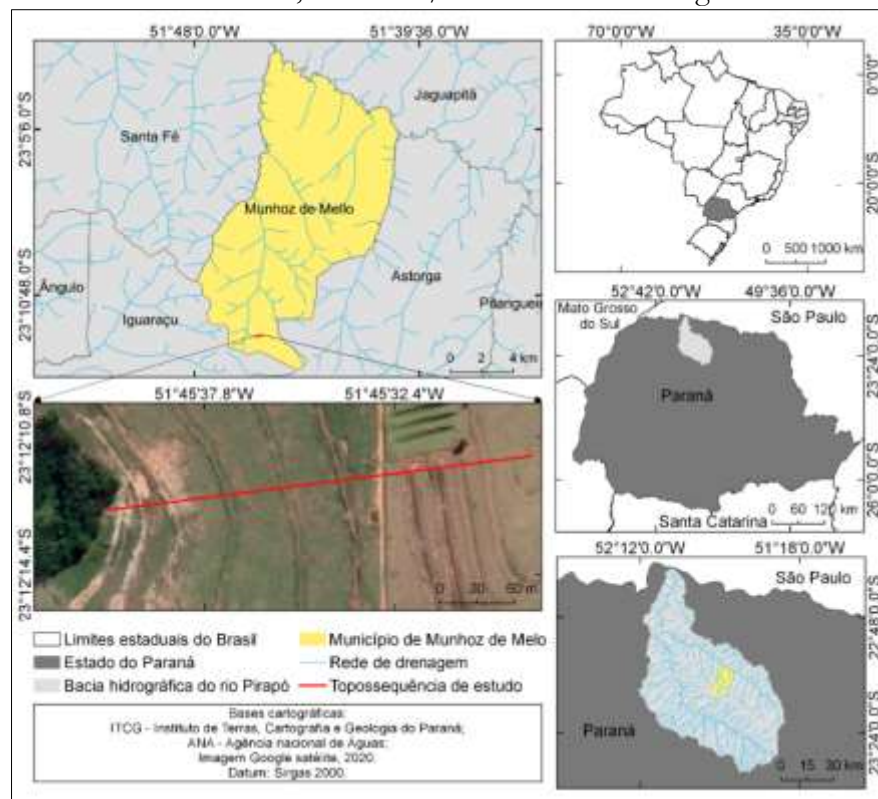 51°48'0.0"W 51°39'36.0"W
23°5'6.0"S
23°10'48.0"S
Jaguapitã
Santa Fé
Munhoz de Mello
Ângulo
Astorga
Iguaraçu
0 2 4 km
70°0'0"W 35°0'0"W
0°0'0"
20°0'0"S
0 500 1000 km
52°42'0.0"W 49°36'0.0"W
Mato Grosso
do Sul
São Paulo
23°24'0.0"S
Paraná
26°0'0.0"S
0 60 120 km
Santa Catarina
51°45'37.8"W 51°45'32.4"W
23°12'10.8"S
23°12'14.4"S
0 30 60 m
52°12'0.0"W 51°18'0.0"W
São Paulo
22°48'0.0"S
Paraná
23°24'0.0"S
0 15 30 km
Limites estaduais do Brasil
Estado do Paraná
Bacia hidrográfica do rio Pirapó
Município de Munhoz de Melo
Rede de drenagem
Topossequência de estudo
Bases cartográficas:
ITCG - Instituto de Terras, Cartografia e Geologia do Paraná;
ANA - Agência nacional de Águas;
Imagem Google satélite, 2020.
Datum: Sirgas 2000.